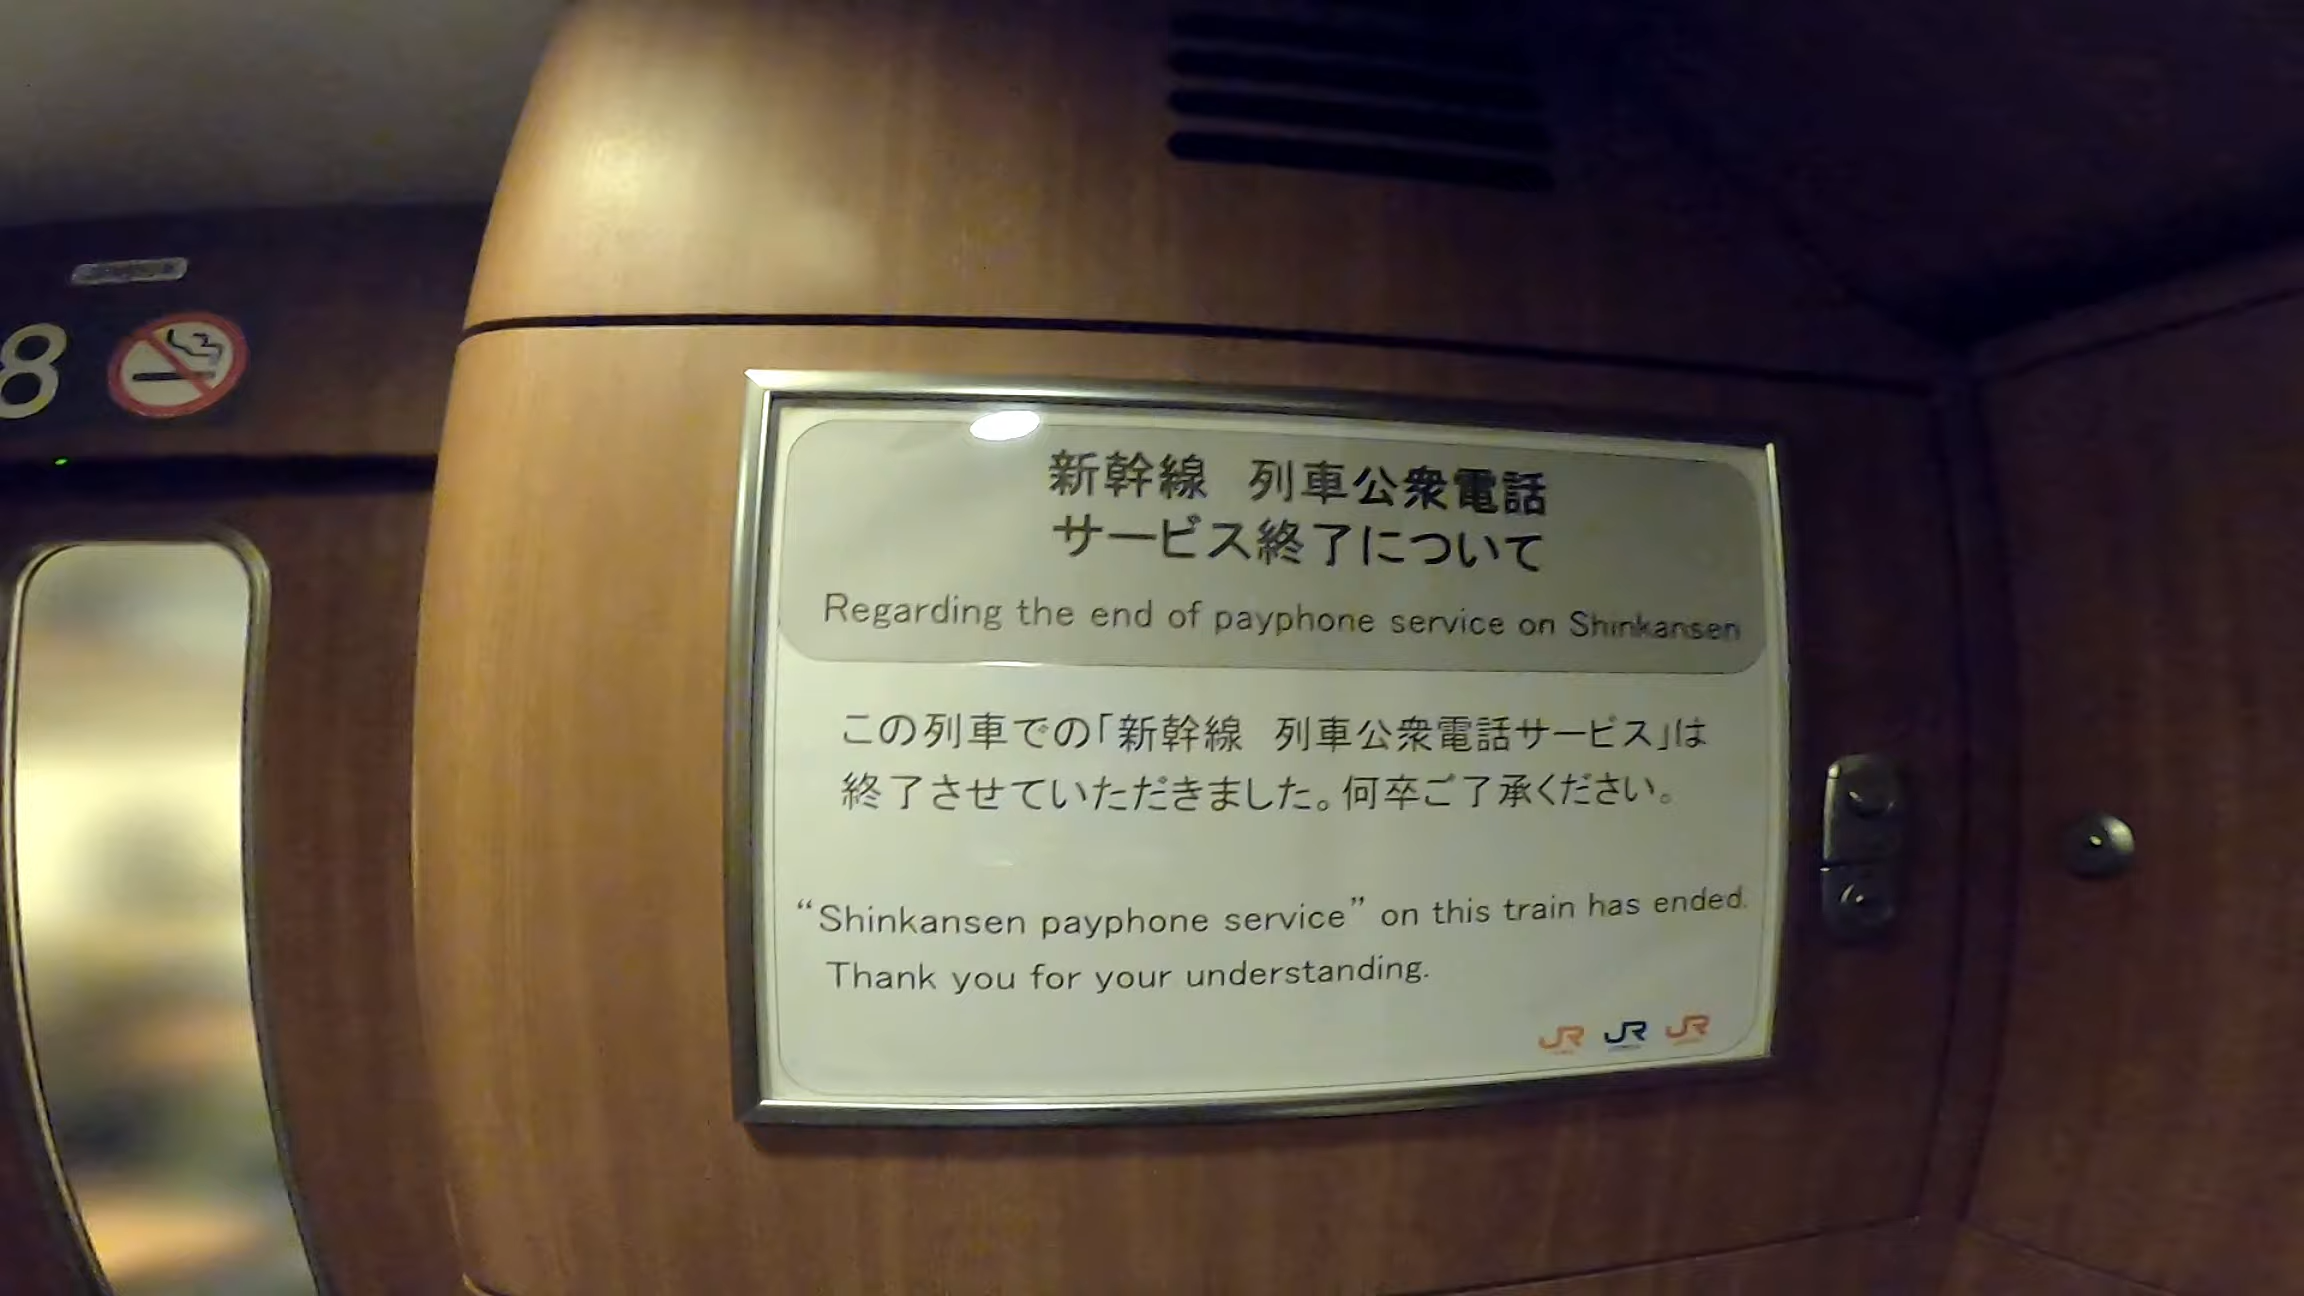 8
新幹線　列車公衆電話
サービス終了について
Regarding the end of payphone service on Shinkansen
この列車での「新幹線　列車公衆電話サービス」は
終了させていただきました。何卒ご了承ください。
“Shinkansen payphone service” on this train has ended.
Thank you for your understanding.
JR JR JR